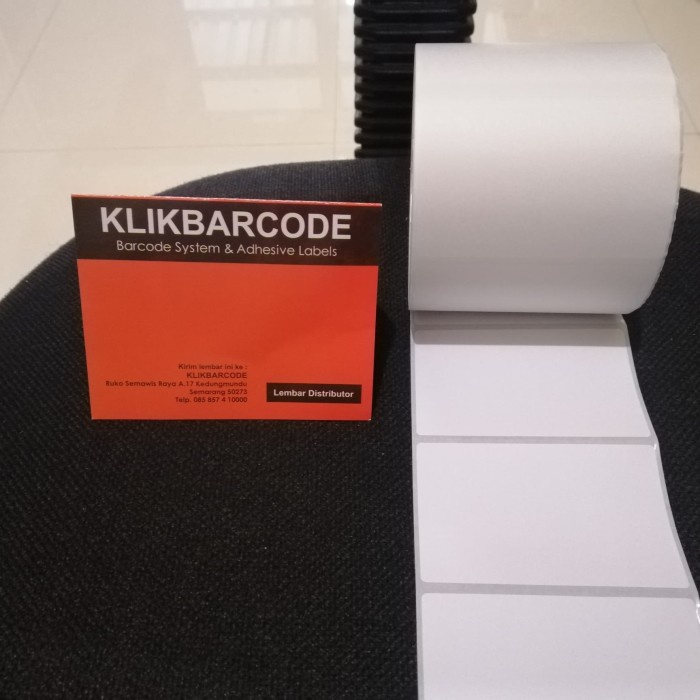 KLIKBARCODE
Barcode System & Adhesive Labels
Kirim lembar ini ke :
KLIKBARCODE
Ruko Semawis Raya A.17 Kedungmundu
Semarang 50273
Telp. 085 857 4 10000
Lembar Distributor